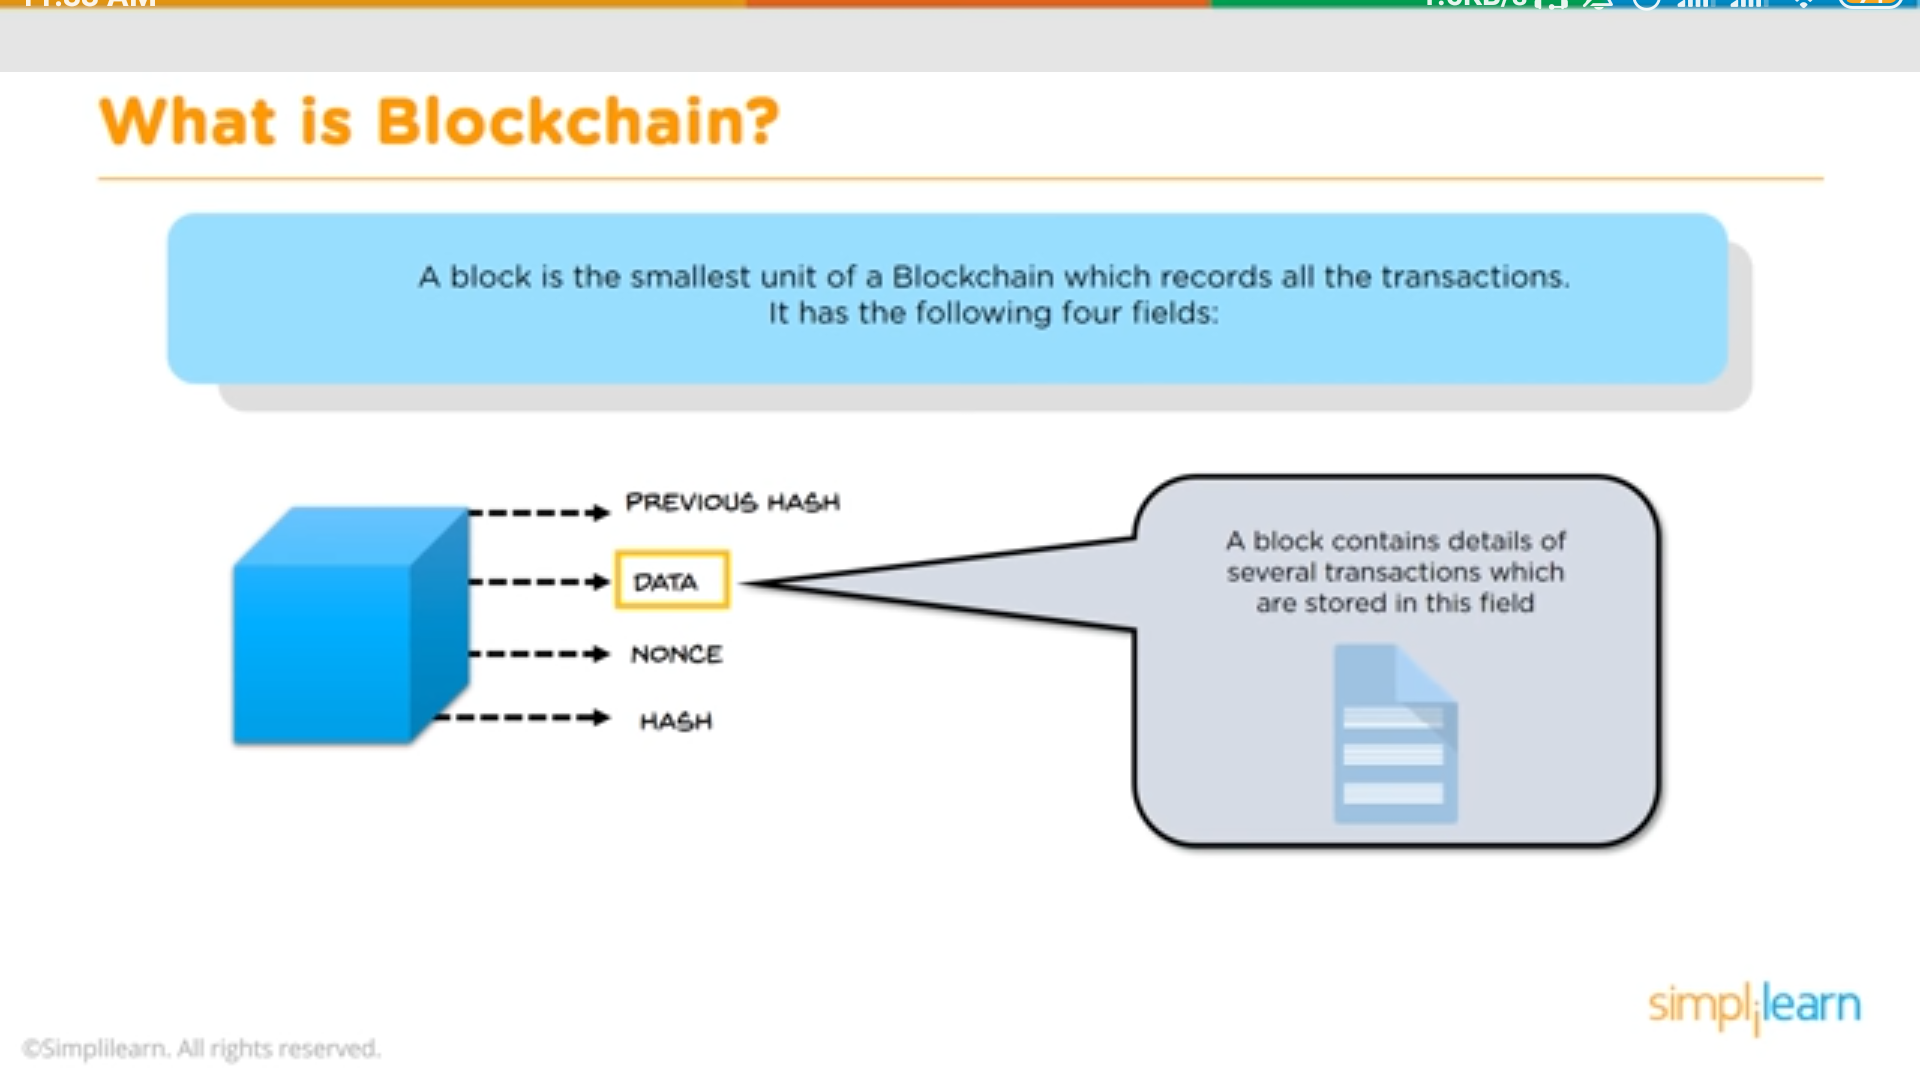 What is Blockchain?
A block is the smallest unit of a Blockchain which records all the transactions.
It has the following four fields:
PREVIOUS HASH
DATA
NONCE
HASH
A block contains details of
several transactions which
are stored in this field
simplilearn
©Simplilearn. All rights reserved.